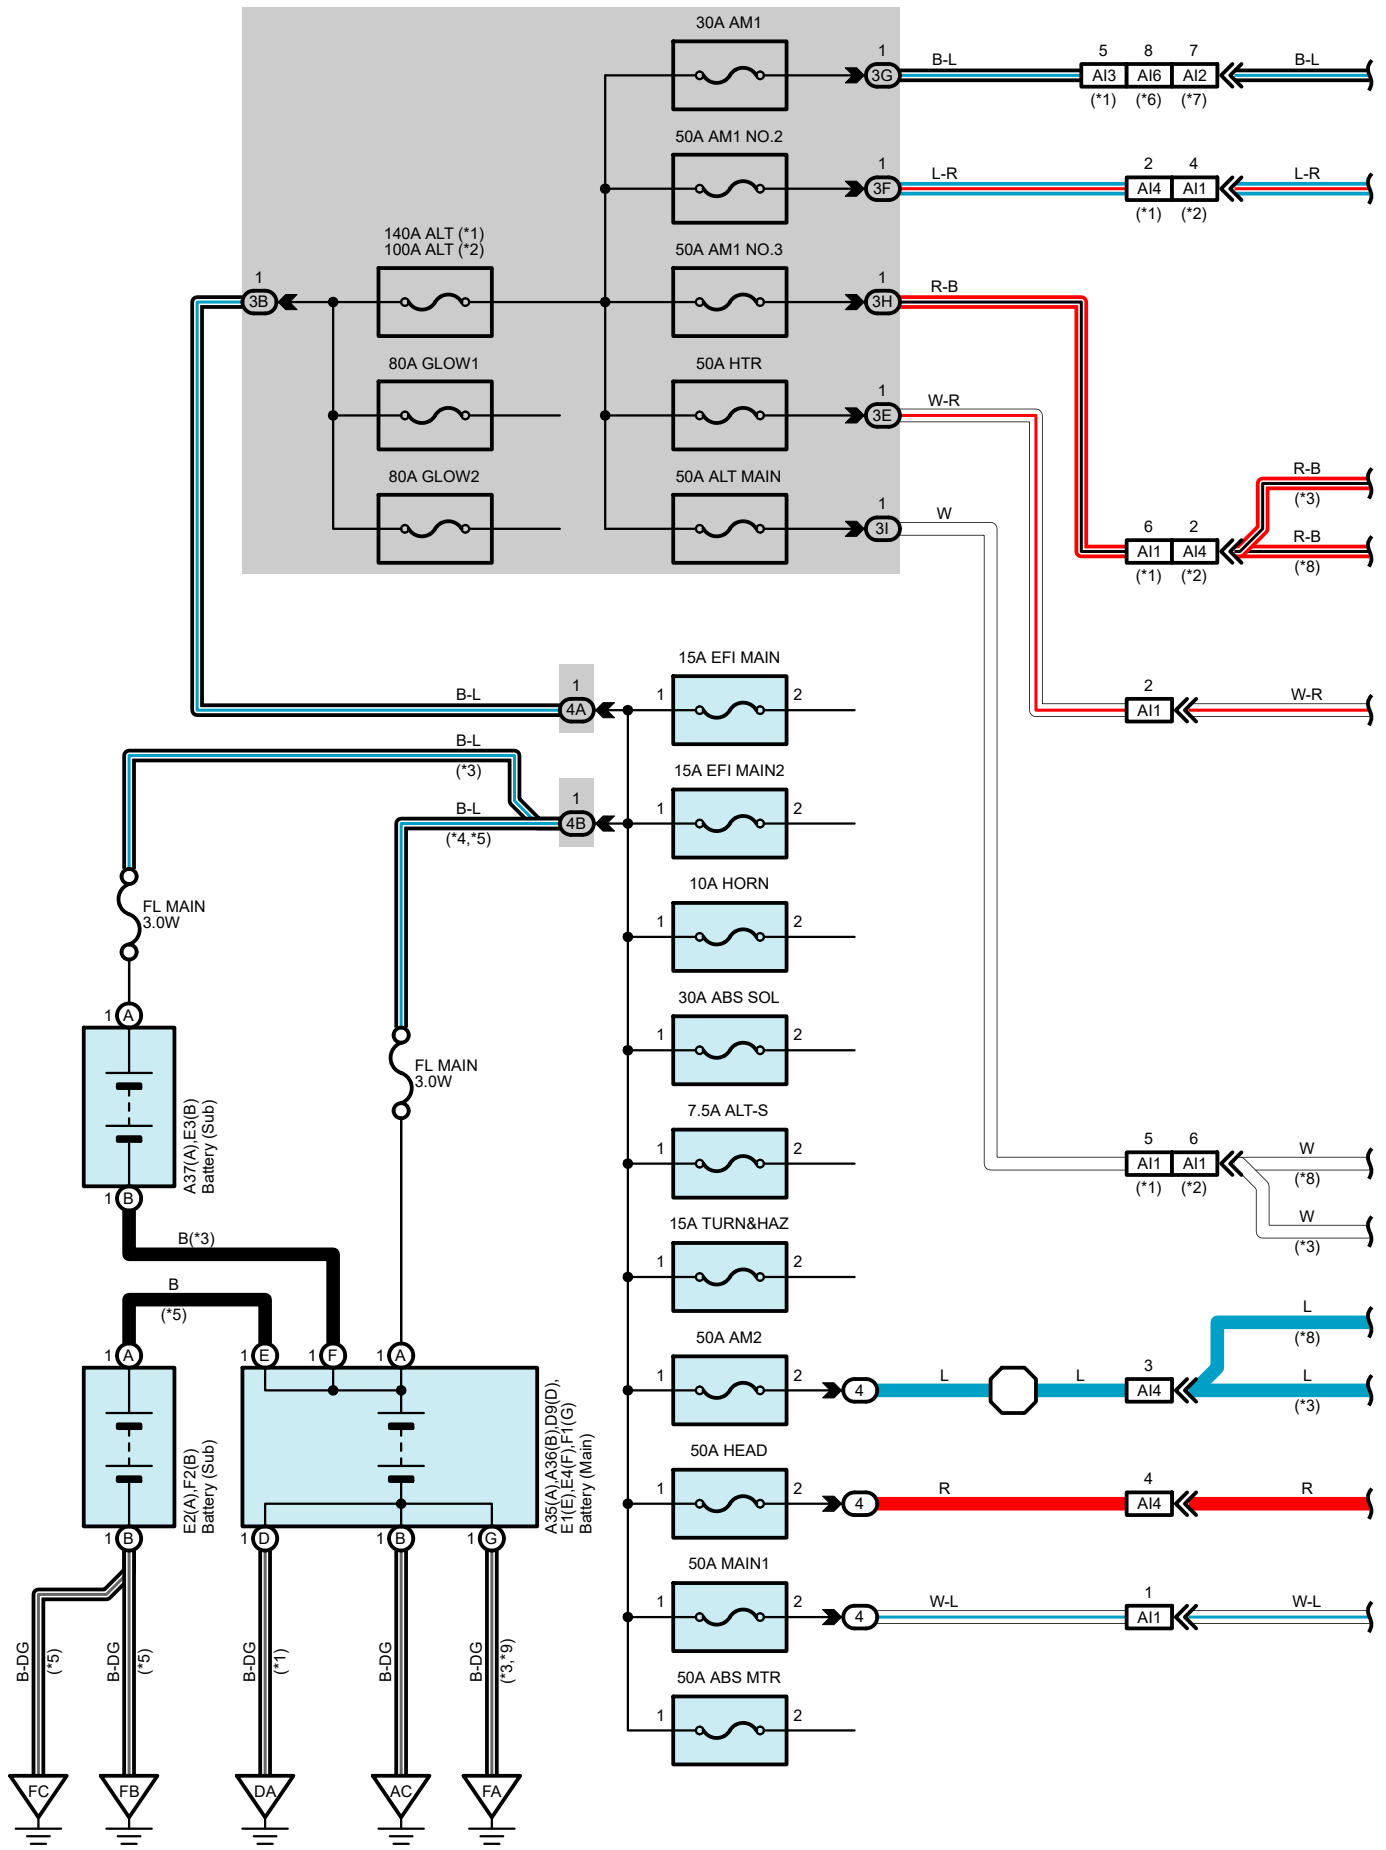 30A AM1
1
3G
B-L
5 8 7
AI3 AI6 AI2
(*1) (*6) (*7)
B-L
50A AM1 NO.2
1
3F
L-R
2 4
AI4 AI1
(*1) (*2)
L-R
140A ALT (*1)
100A ALT (*2)
1
3B
50A AM1 NO.3
1
3H
R-B
80A GLOW1
50A HTR
1
3E
W-R
80A GLOW2
50A ALT MAIN
1
3I
W
R-B
(*3)
6 2
AI1 AI4
(*1) (*2)
R-B
(*8)
15A EFI MAIN
1 2
1
4A
B-L
2
AI1
W-R
B-L
(*3)
15A EFI MAIN2
1 2
1
4B
B-L
(*4,*5)
10A HORN
1 2
FL MAIN
3.0W
30A ABS SOL
1 2
1 A
FL MAIN
3.0W
A37(A),E3(B)
Battery (Sub)
7.5A ALT-S
1 2
5 6
AI1 AI1
(*1) (*2)
W
(*8)
W
(*3)
1 B
B(*3)
15A TURN&HAZ
1 2
B
(*5)
50A AM2
1 2
4
L
L
3
AI4
L
(*8)
L
(*3)
1 A
1 E
1 F
1 A
E2(A),F2(B)
Battery (Sub)
A35(A),A36(B),D9(D),
E1(E),E4(F),F1(G)
Battery (Main)
50A HEAD
1 2
4
R
4
AI4
R
1 B
1 D
1 B
1 G
50A MAIN1
1 2
4
W-L
1
AI1
W-L
B-DG
(*5)
B-DG
(*5)
B-DG
(*1)
B-DG
B-DG
(*3,*9)
50A ABS MTR
1 2
FC
FB
DA
AC
FA